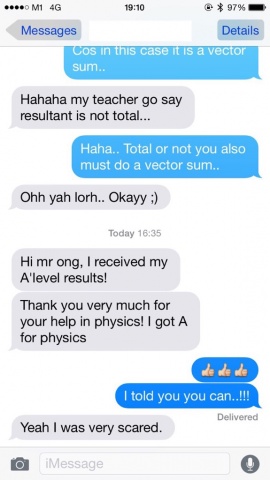 M1 4G 19:10 97%
Messages Details
Cos in this case it is a vector
sum..
Hahaha my teacher go say
resultant is not total...
Haha.. Total or not you also
must do a vector sum..
Ohh yah lorh.. Okayy ;)
Today 16:35
Hi mr ong, I received my
A'level results!
Thank you very much for
your help in physics! I got A
for physics
👍👍👍
I told you you can..!!!
Delivered
Yeah I was very scared.
iMessage